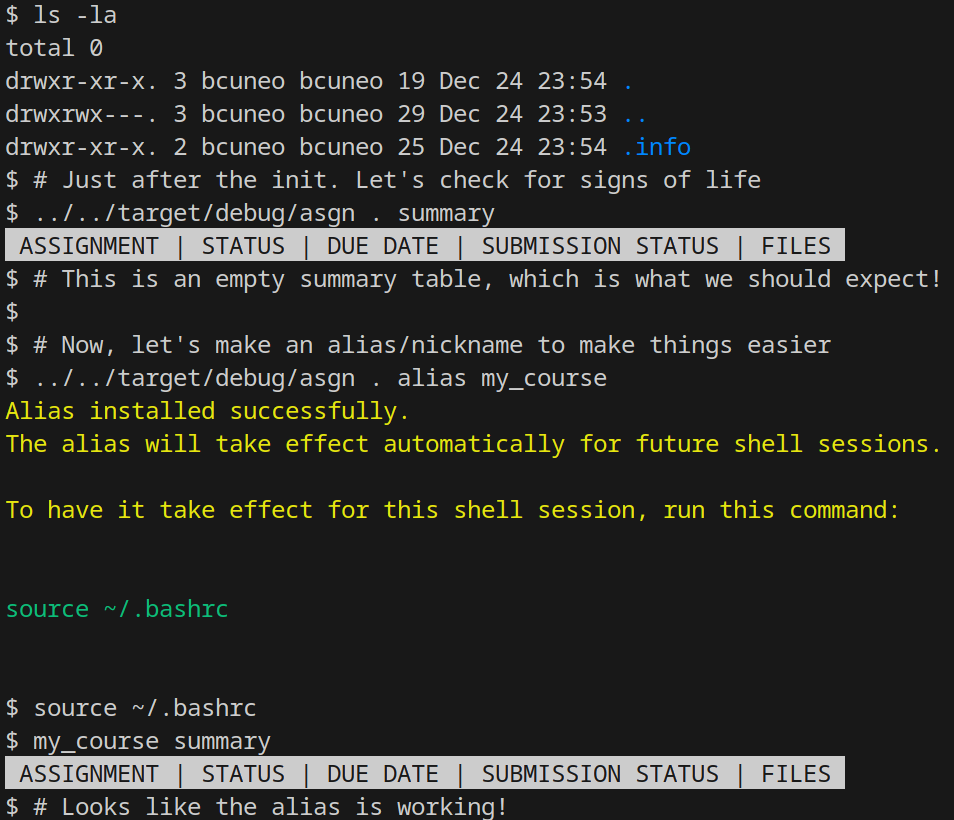 $ ls -la
total 0
drwxr-xr-x. 3 bcuneo bcuneo 19 Dec 24 23:54 .
drwxrwx---. 3 bcuneo bcuneo 29 Dec 24 23:53 ..
drwxr-xr-x. 2 bcuneo bcuneo 25 Dec 24 23:54 .info
$ # Just after the init. Let's check for signs of life
$ ../../target/debug/asgn . summary
ASSIGNMENT | STATUS | DUE DATE | SUBMISSION STATUS | FILES
$ # This is an empty summary table, which is what we should expect!
$
$ # Now, let's make an alias/nickname to make things easier
$ ../../target/debug/asgn . alias my_course
Alias installed successfully.
The alias will take effect automatically for future shell sessions.
To have it take effect for this shell session, run this command:
source ~/.bashrc
$ source ~/.bashrc
$ my_course summary
ASSIGNMENT | STATUS | DUE DATE | SUBMISSION STATUS | FILES
$ # Looks like the alias is working!